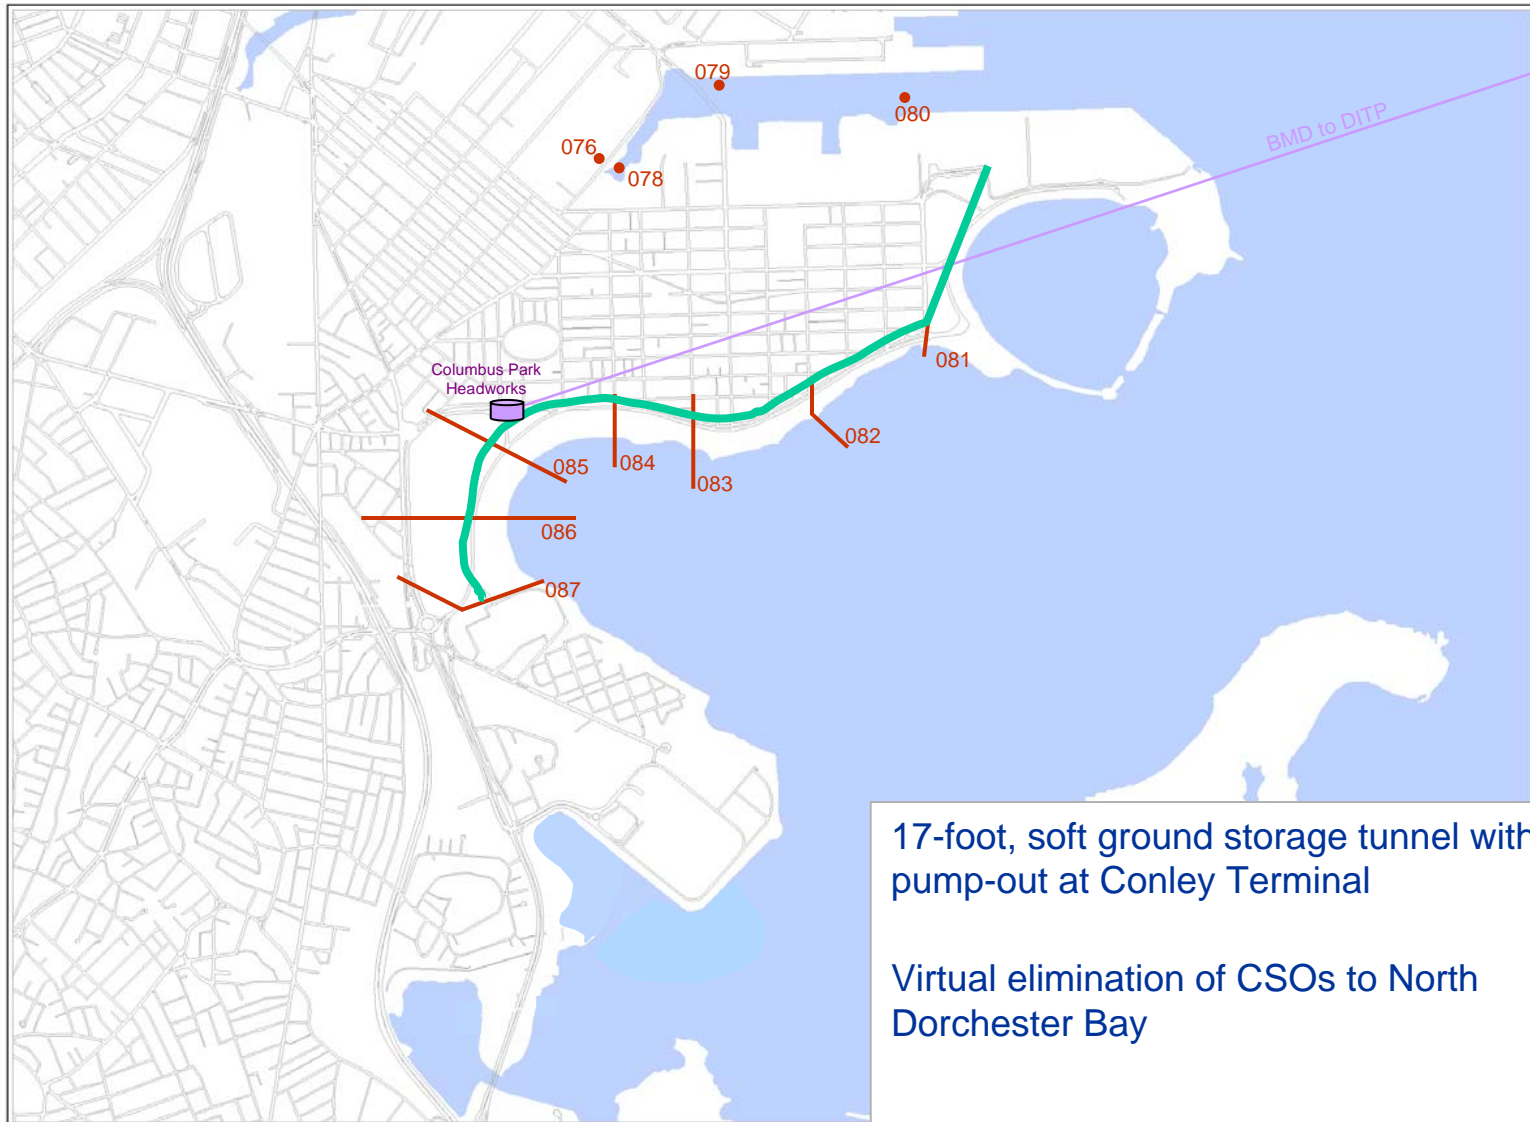 079
080
BMD to DITP
076
078
081
Columbus Park
Headworks
082
085
084
083
086
087
17-foot, soft ground storage tunnel with
pump-out at Conley Terminal
Virtual elimination of CSOs to North
Dorchester Bay